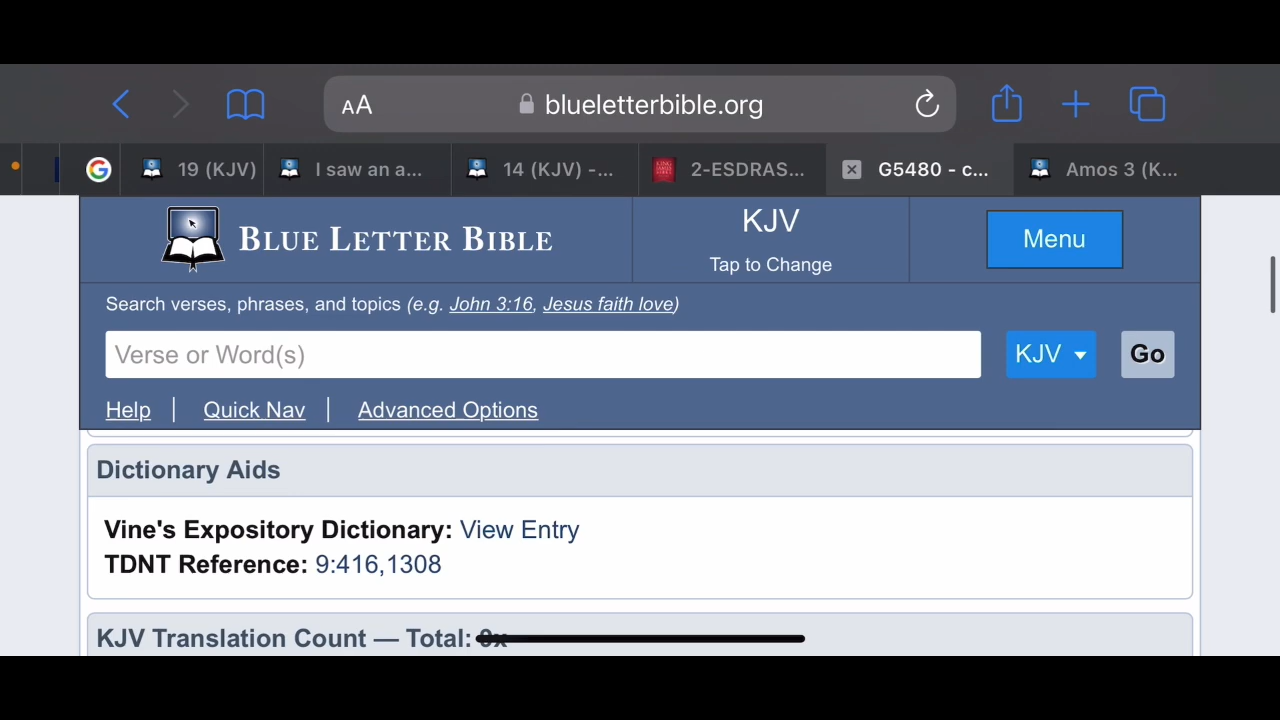 AA blueletterbible.org
19 (KJV) I saw an a... 14 (KJV) -... 2-ESDRAS... G5480 - c... Amos 3 (K...
BLUE LETTER BIBLE
KJV
Tap to Change
Menu
Search verses, phrases, and topics (e.g. John 3:16, Jesus faith love)
Verse or Word(s) KJV Go
Help | Quick Nav | Advanced Options
Dictionary Aids
Vine's Expository Dictionary: View Entry
TDNT Reference: 9:416,1308
KJV Translation Count — Total: